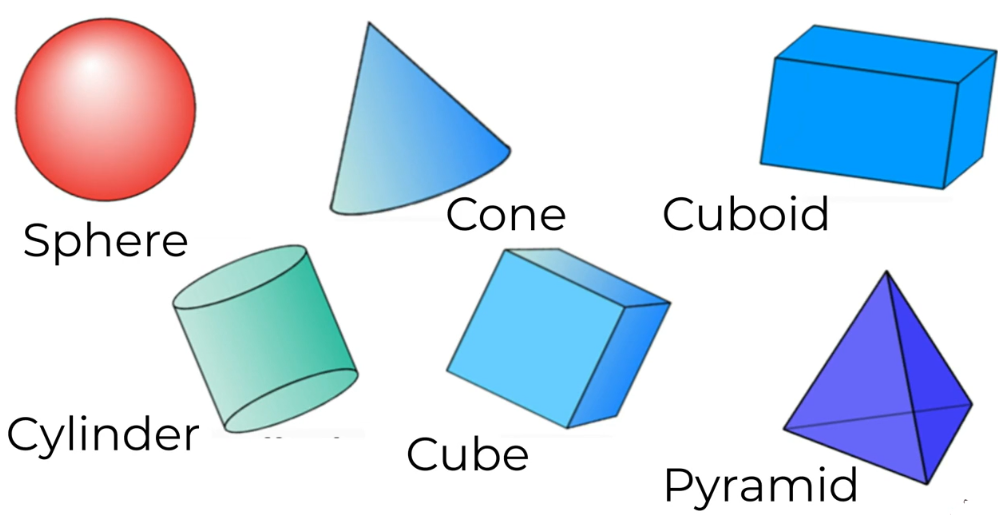 Sphere
Cone
Cuboid
Cylinder
Cube
Pyramid